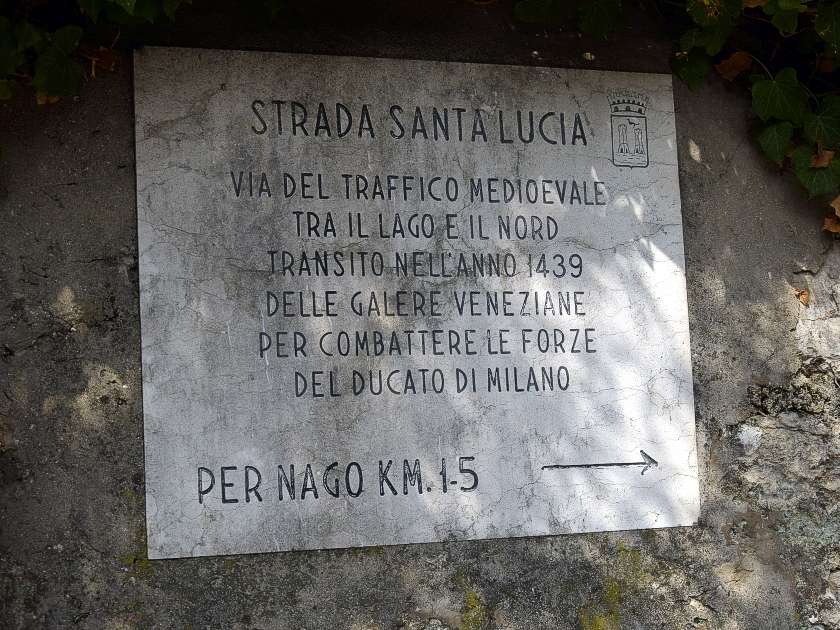 STRADA SANTA LUCIA
VIA DEL TRAFFICO MEDIOEVALE
TRA IL LAGO E IL NORD
TRANSITO NELL'ANNO 1439
DELLE GALERE VENEZIANE
PER COMBATTERE LE FORZE
DEL DUCATO DI MILANO
PER NAGO KM. 1-5